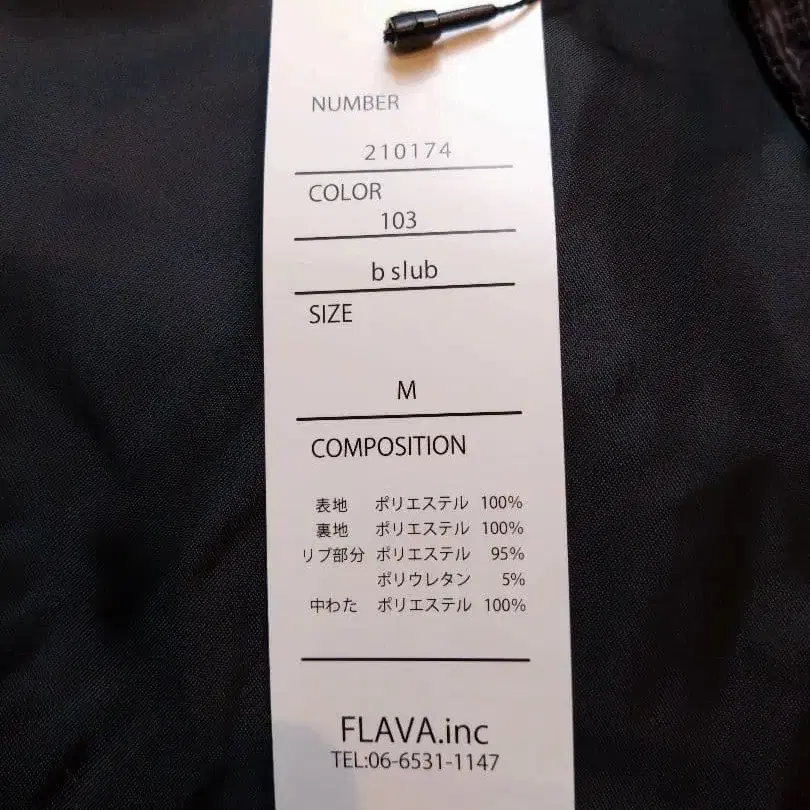 NUMBER
210174
COLOR
103
b slub
SIZE
M
COMPOSITION
表地 ポリエステル 100%
裏地 ポリエステル 100%
リブ部分 ポリエステル 95%
ポリウレタン 5%
中わた ポリエステル 100%
FLAVA.inc
TEL:06-6531-1147